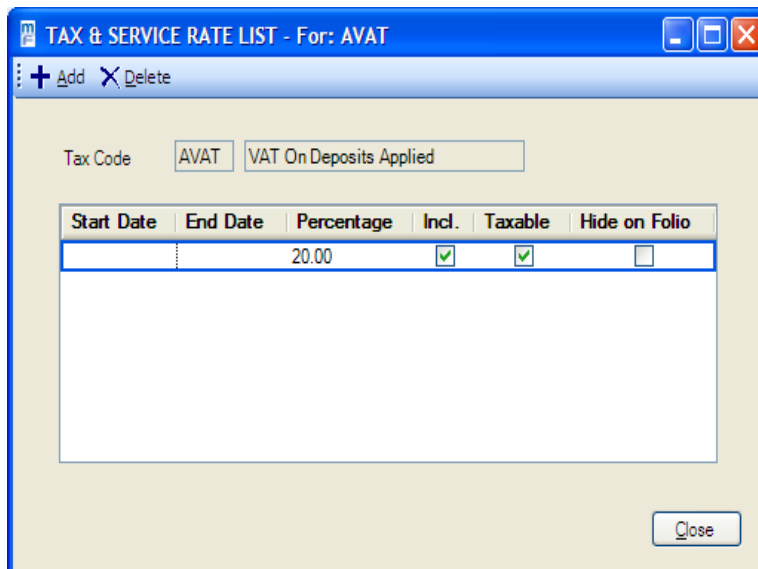 TAX & SERVICE RATE LIST - For: AVAT
Add Delete
Tax Code AVAT VAT On Deposits Applied
Start Date End Date Percentage Incl. Taxable Hide on Folio
20.00
Close